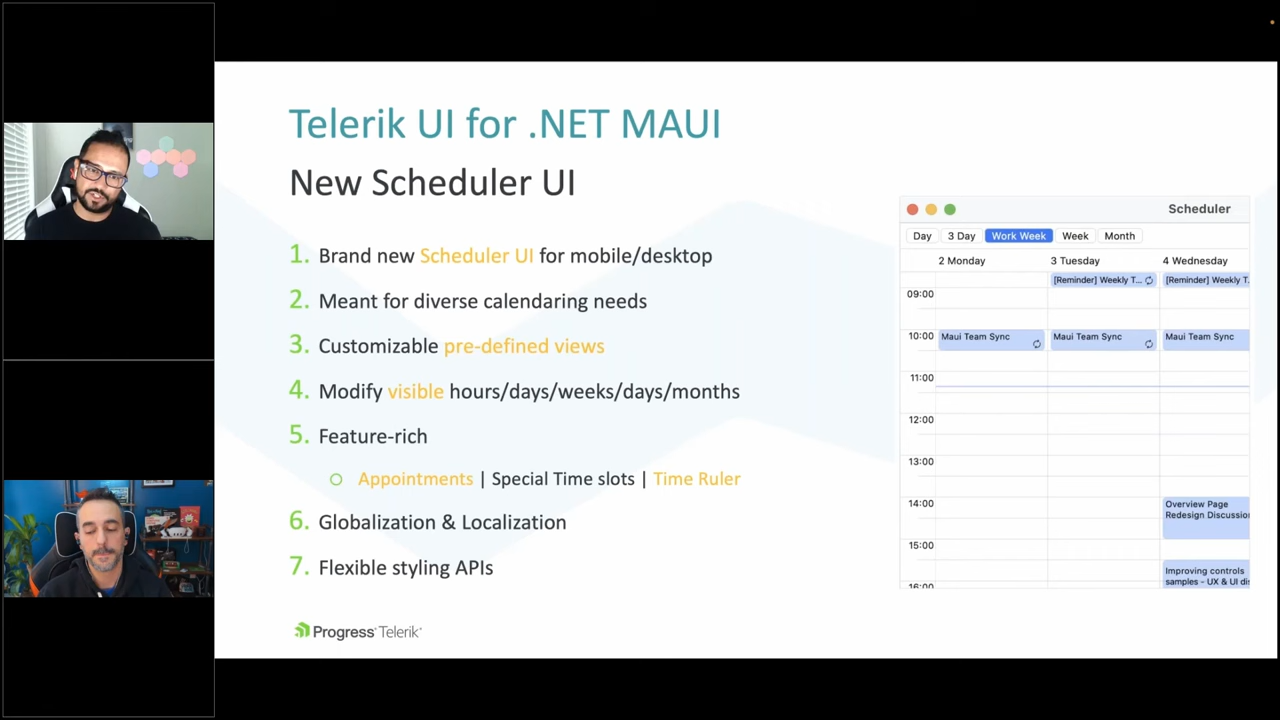 Telerik UI for .NET MAUI
New Scheduler UI
1. Brand new Scheduler UI for mobile/desktop
2. Meant for diverse calendaring needs
3. Customizable pre-defined views
4. Modify visible hours/days/weeks/days/months
5. Feature-rich
Appointments | Special Time slots | Time Ruler
6. Globalization & Localization
7. Flexible styling APIs
Progress Telerik
Scheduler
Day 3 Day Work Week Week Month
2 Monday 3 Tuesday 4 Wednesday
[Reminder] Weekly T... [Reminder] Weekly T
09:00
10:00 Maui Team Sync Maui Team Sync Maui Team Sync
11:00
12:00
13:00
14:00 Overview Page
Redesign Discussion
15:00
Improving controls
16:00 samples - UX & UI di